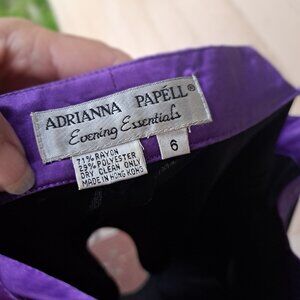 ADRIANNA PAPELL®
Evening Essentials
71% RAYON
29% POLYESTER
DRY CLEAN ONLY
MADE IN HONG KONG
6